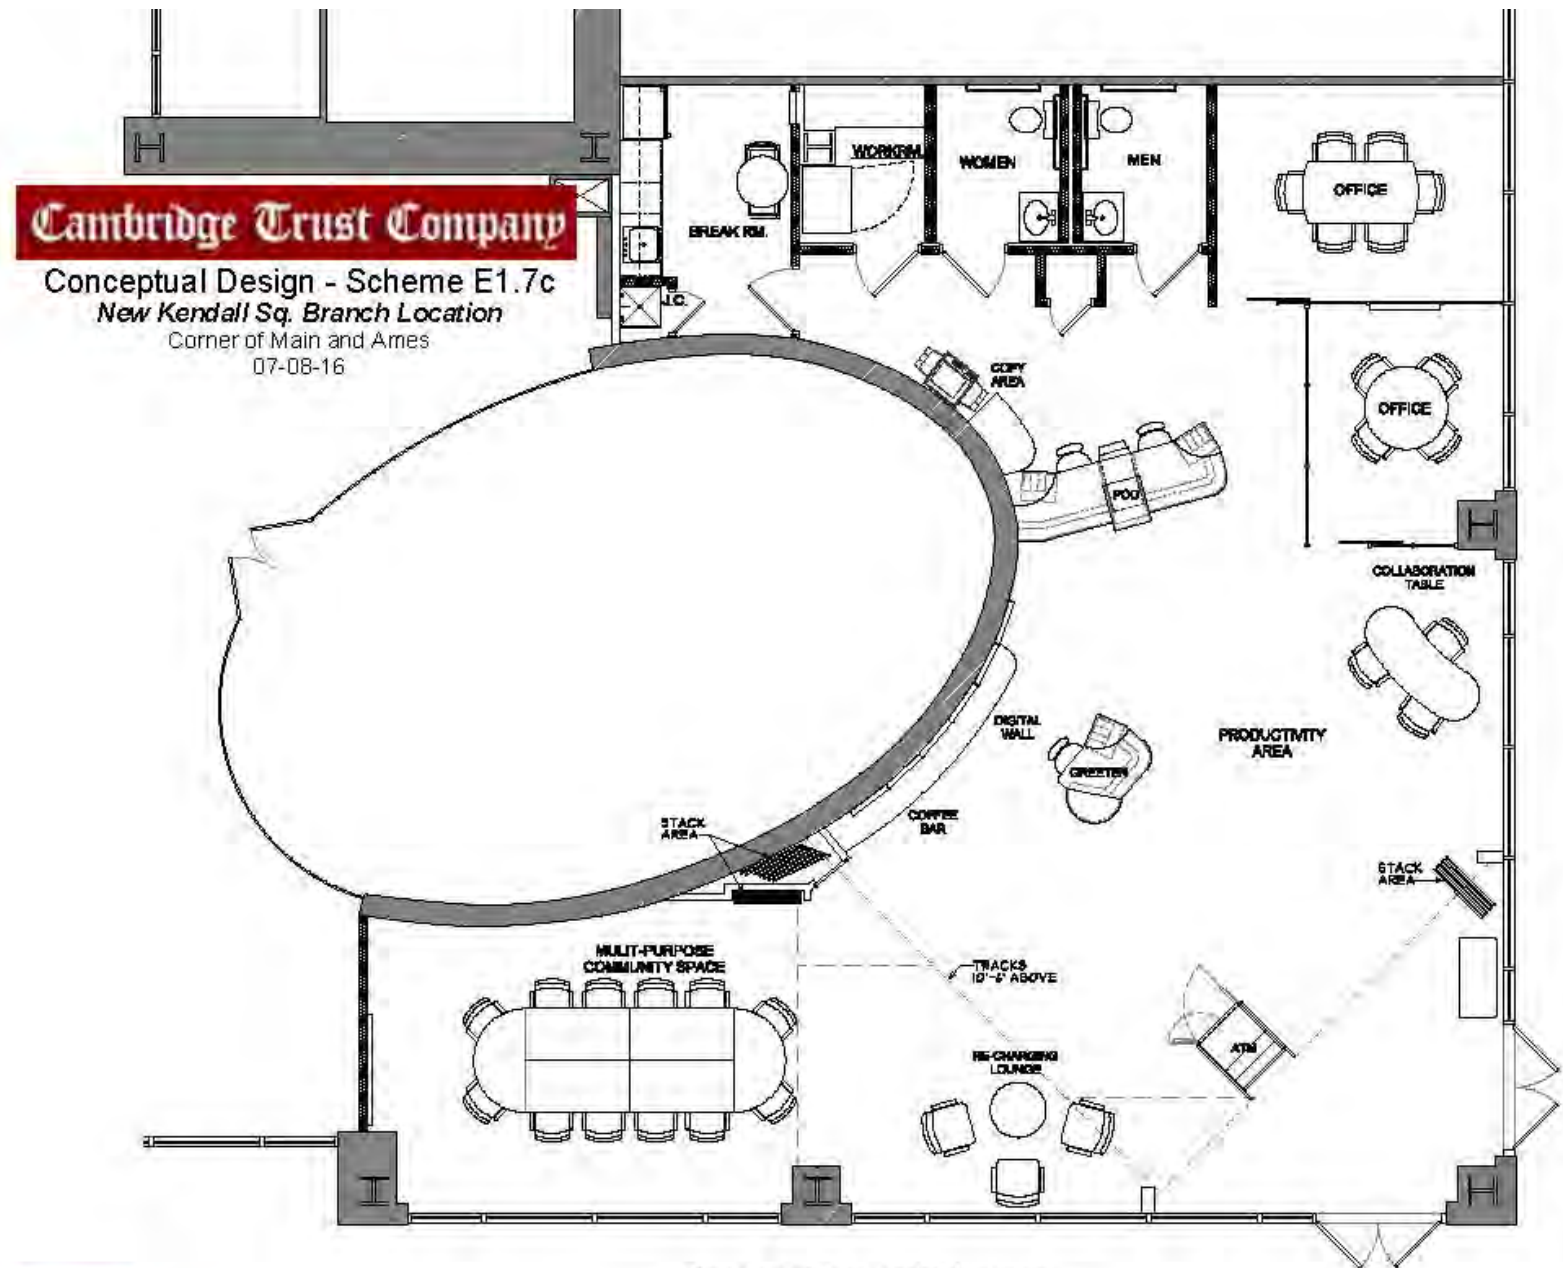 Cambridge Trust Company
Conceptual Design - Scheme E1.7c
New Kendall Sq. Branch Location
Corner of Main and Ames
07-08-16
WORKRM.
WOMEN
MEN
OFFICE
BREAK RM.
J.C.
COPY
AREA
OFFICE
POD
COLLABORATION
TABLE
DIGITAL
WALL
PRODUCTIVITY
AREA
GREETER
COFFEE
BAR
STACK
AREA
STACK
AREA
MULIT-PURPOSE
COMMUNITY SPACE
TRACKS
10'-6" ABOVE
ATM
RE-CHARGING
LOUNGE